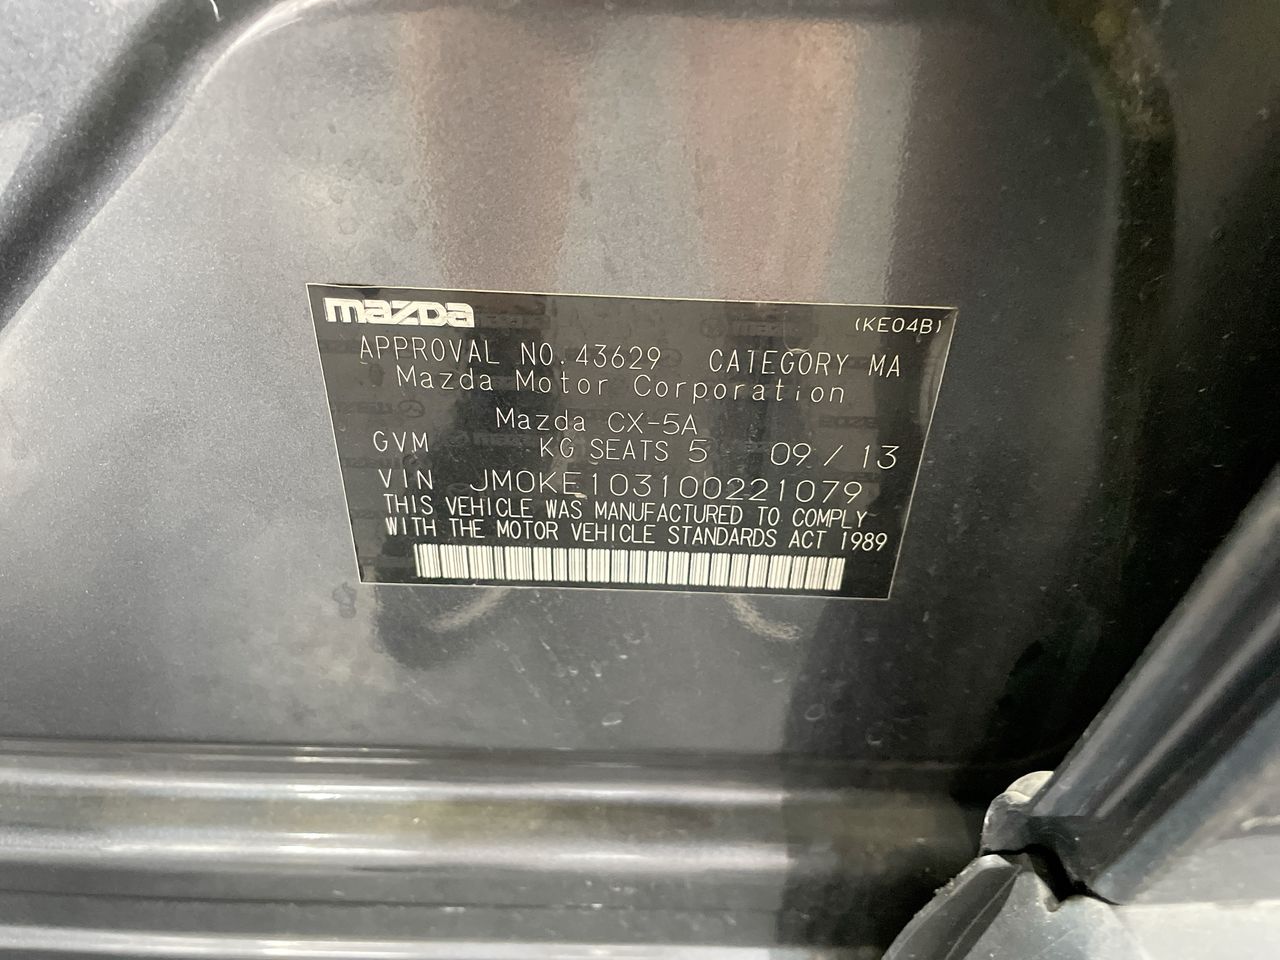 mazda
(KE04B)
APPROVAL NO.43629 CATEGORY MA
Mazda Motor Corporation
Mazda CX-5A
GVM KG SEATS 5 09/13
VIN JM0KE103100221079
THIS VEHICLE WAS MANUFACTURED TO COMPLY
WITH THE MOTOR VEHICLE STANDARDS ACT 1989